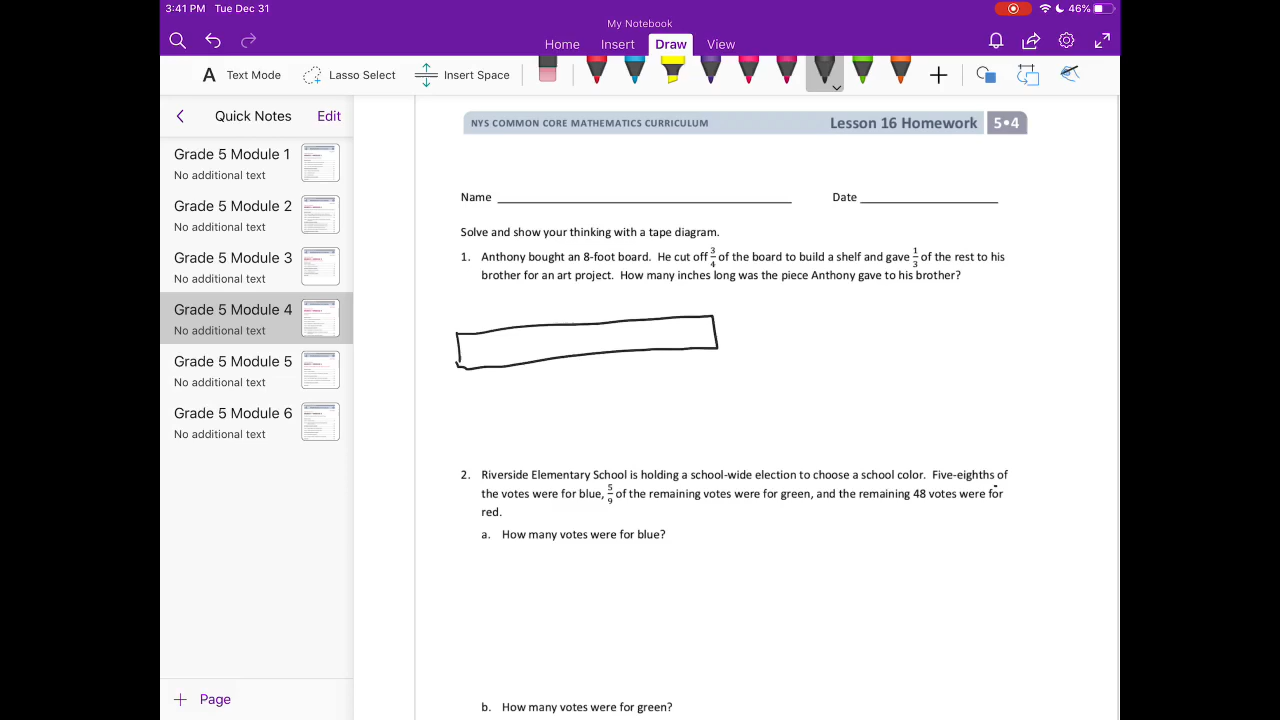 3:41 PM Tue Dec 31
46%
My Notebook
Home Insert Draw View
A Text Mode Lasso Select Insert Space
Quick Notes Edit
Grade 5 Module 1
No additional text
Grade 5 Module 2
No additional text
Grade 5 Module 3
No additional text
Grade 5 Module 4
No additional text
Grade 5 Module 5
No additional text
Grade 5 Module 6
No additional text
+ Page
NYS COMMON CORE MATHEMATICS CURRICULUM Lesson 16 Homework 5•4
Name Date
Solve and show your thinking with a tape diagram.
1. Anthony bought an 8-foot board. He cut off 3/4 of the board to build a shelf and gave 1/3 of the rest to his
brother for an art project. How many inches long was the piece Anthony gave to his brother?
2. Riverside Elementary School is holding a school-wide election to choose a school color. Five-eighths of
the votes were for blue, 5/9 of the remaining votes were for green, and the remaining 48 votes were for
red.
a. How many votes were for blue?
b. How many votes were for green?